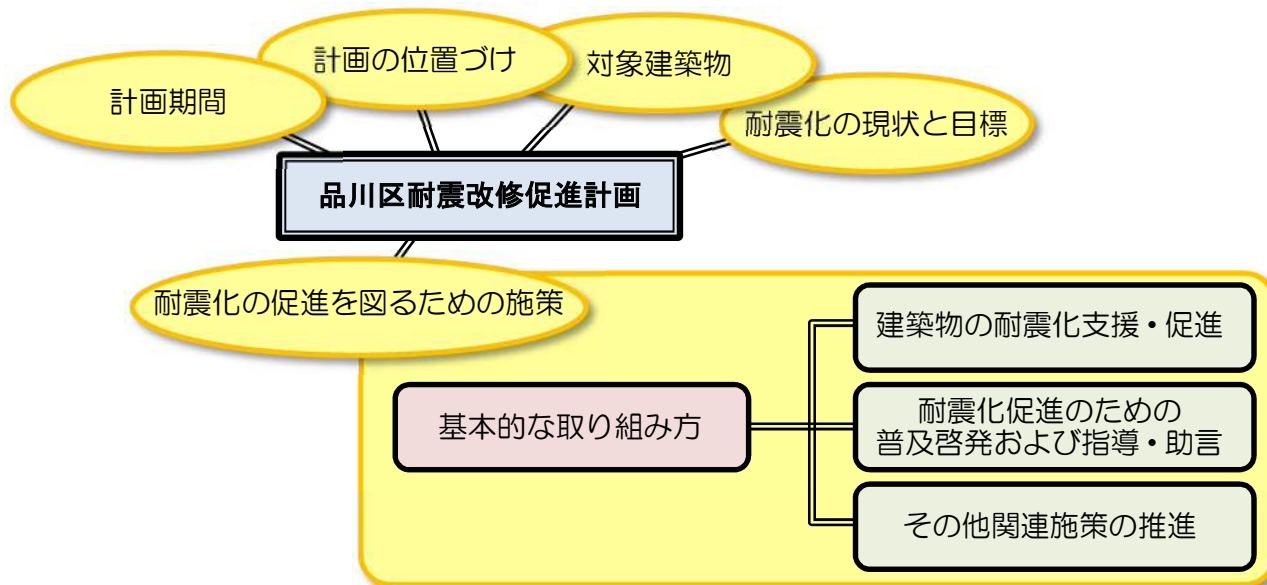 計画期間
計画の位置づけ
対象建築物
耐震化の現状と目標
品川区耐震改修促進計画
耐震化の促進を図るための施策
基本的な取り組み方
建築物の耐震化支援・促進
耐震化促進のための
普及啓発および指導・助言
その他関連施策の推進